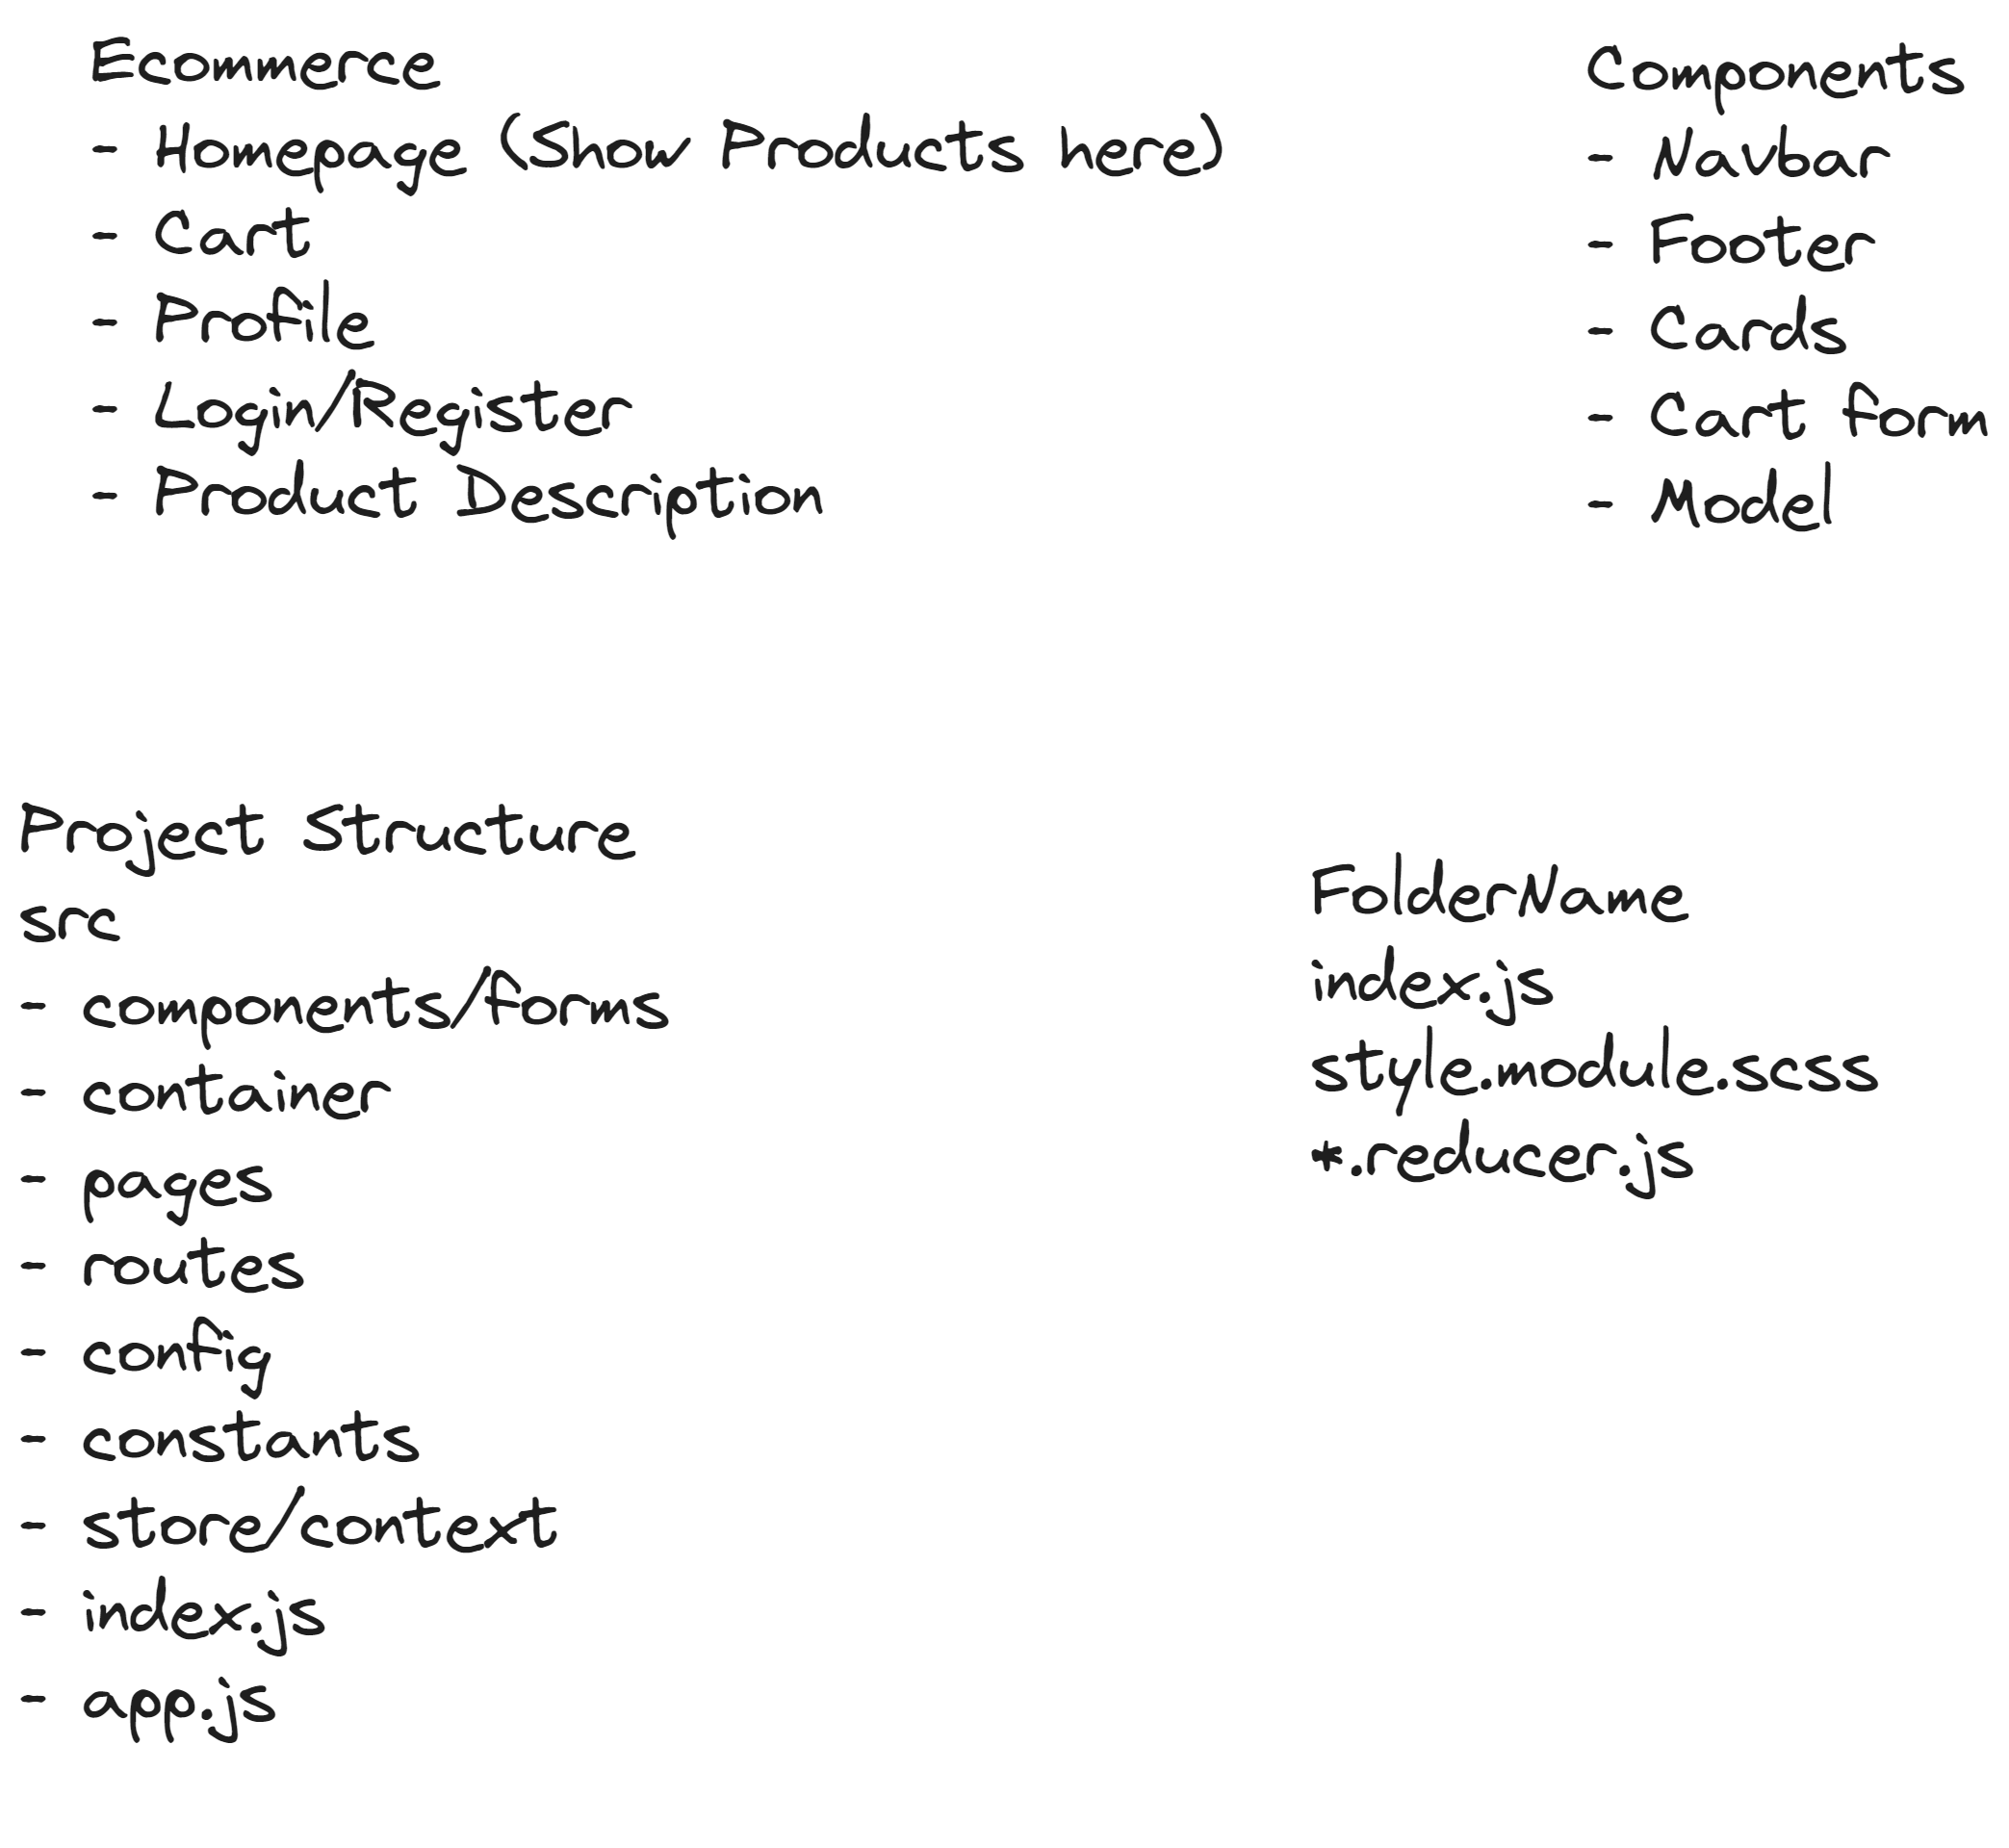 Ecommerce
- Homepage (Show Products here)
- Cart
- Profile
- Login/Register
- Product Description
Components
- Navbar
- Footer
- Cards
- Cart form
- Model
Project Structure
src
- components/forms
- container
- pages
- routes
- config
- constants
- store/context
- index.js
- app.js
FolderName
index.js
style.module.scss
*.reducer.js